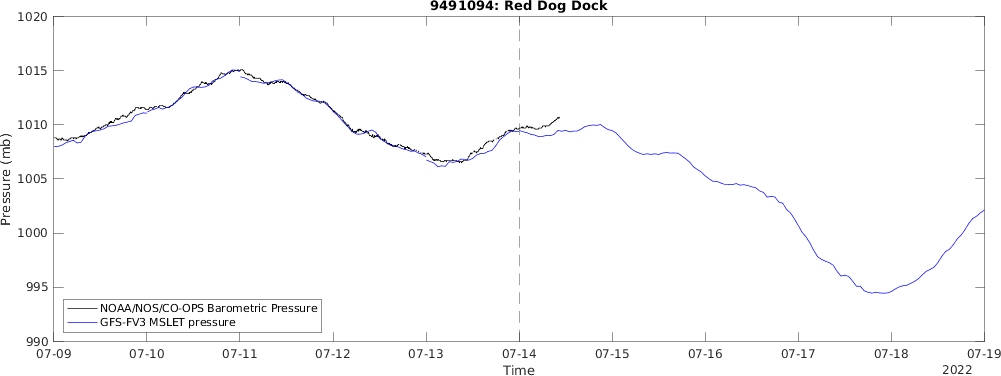 9491094: Red Dog Dock
Pressure (mb)
1020
1015
1010
1005
1000
995
990
NOAA/NOS/CO-OPS Barometric Pressure
GFS-FV3 MSLET pressure
07-09 07-10 07-11 07-12 07-13 07-14 07-15 07-16 07-17 07-18 07-19
Time
2022